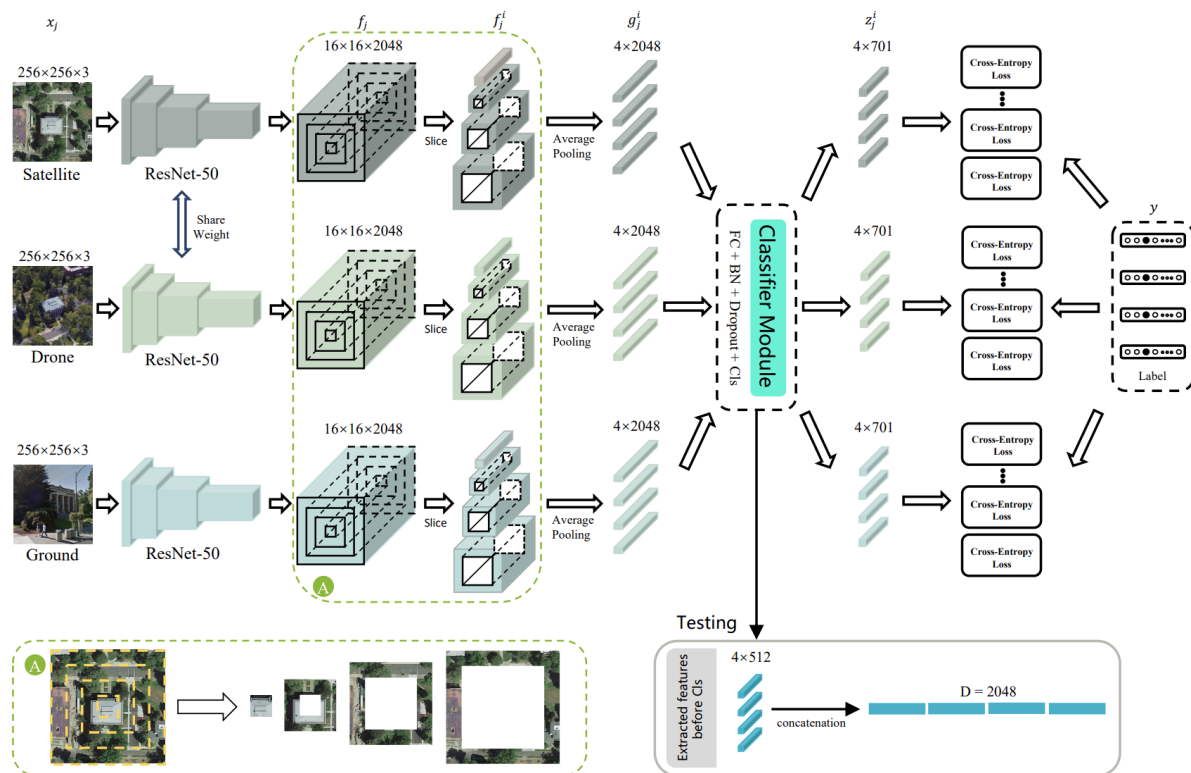 x_j
f_j
f_j^i
g_j^i
z_j^i
256×256×3
16×16×2048
4×2048
4×701
Cross-Entropy
Loss
Cross-Entropy
Loss
Cross-Entropy
Loss
Slice
Average
Pooling
Satellite
ResNet-50
Share
Weight
256×256×3
16×16×2048
4×2048
4×701
Cross-Entropy
Loss
Cross-Entropy
Loss
Cross-Entropy
Loss
y
Label
Slice
Average
Pooling
Drone
ResNet-50
Classifier Module
FC + BN + Dropout + Cls
256×256×3
16×16×2048
4×2048
4×701
Cross-Entropy
Loss
Cross-Entropy
Loss
Cross-Entropy
Loss
Slice
Average
Pooling
Ground
ResNet-50
A
A
Testing
Extracted features
before Cls
4×512
concatenation
D = 2048